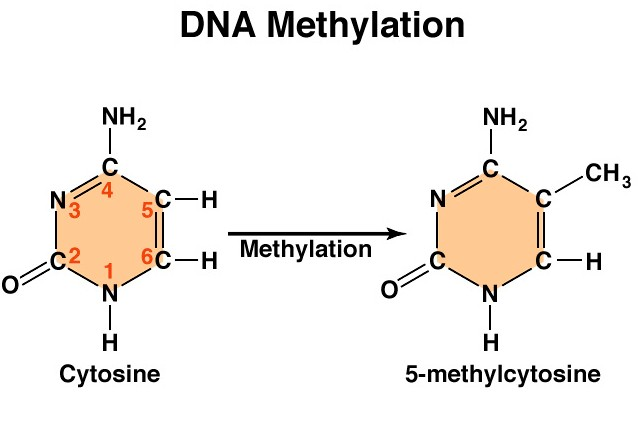 DNA Methylation
NH2
C
4
N
3
C
5
H
C
2
1
6
C
H
O
N
H
Cytosine
Methylation
NH2
C
CH3
N
C
C
C
H
O
N
H
5-methylcytosine